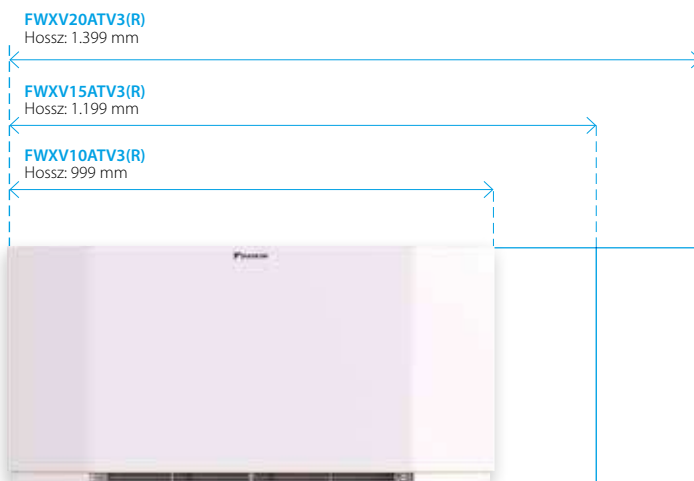 FWXV20ATV3(R)
Hossz: 1.399 mm
FWXV15ATV3(R)
Hossz: 1.199 mm
FWXV10ATV3(R)
Hossz: 999 mm
DAIKIN